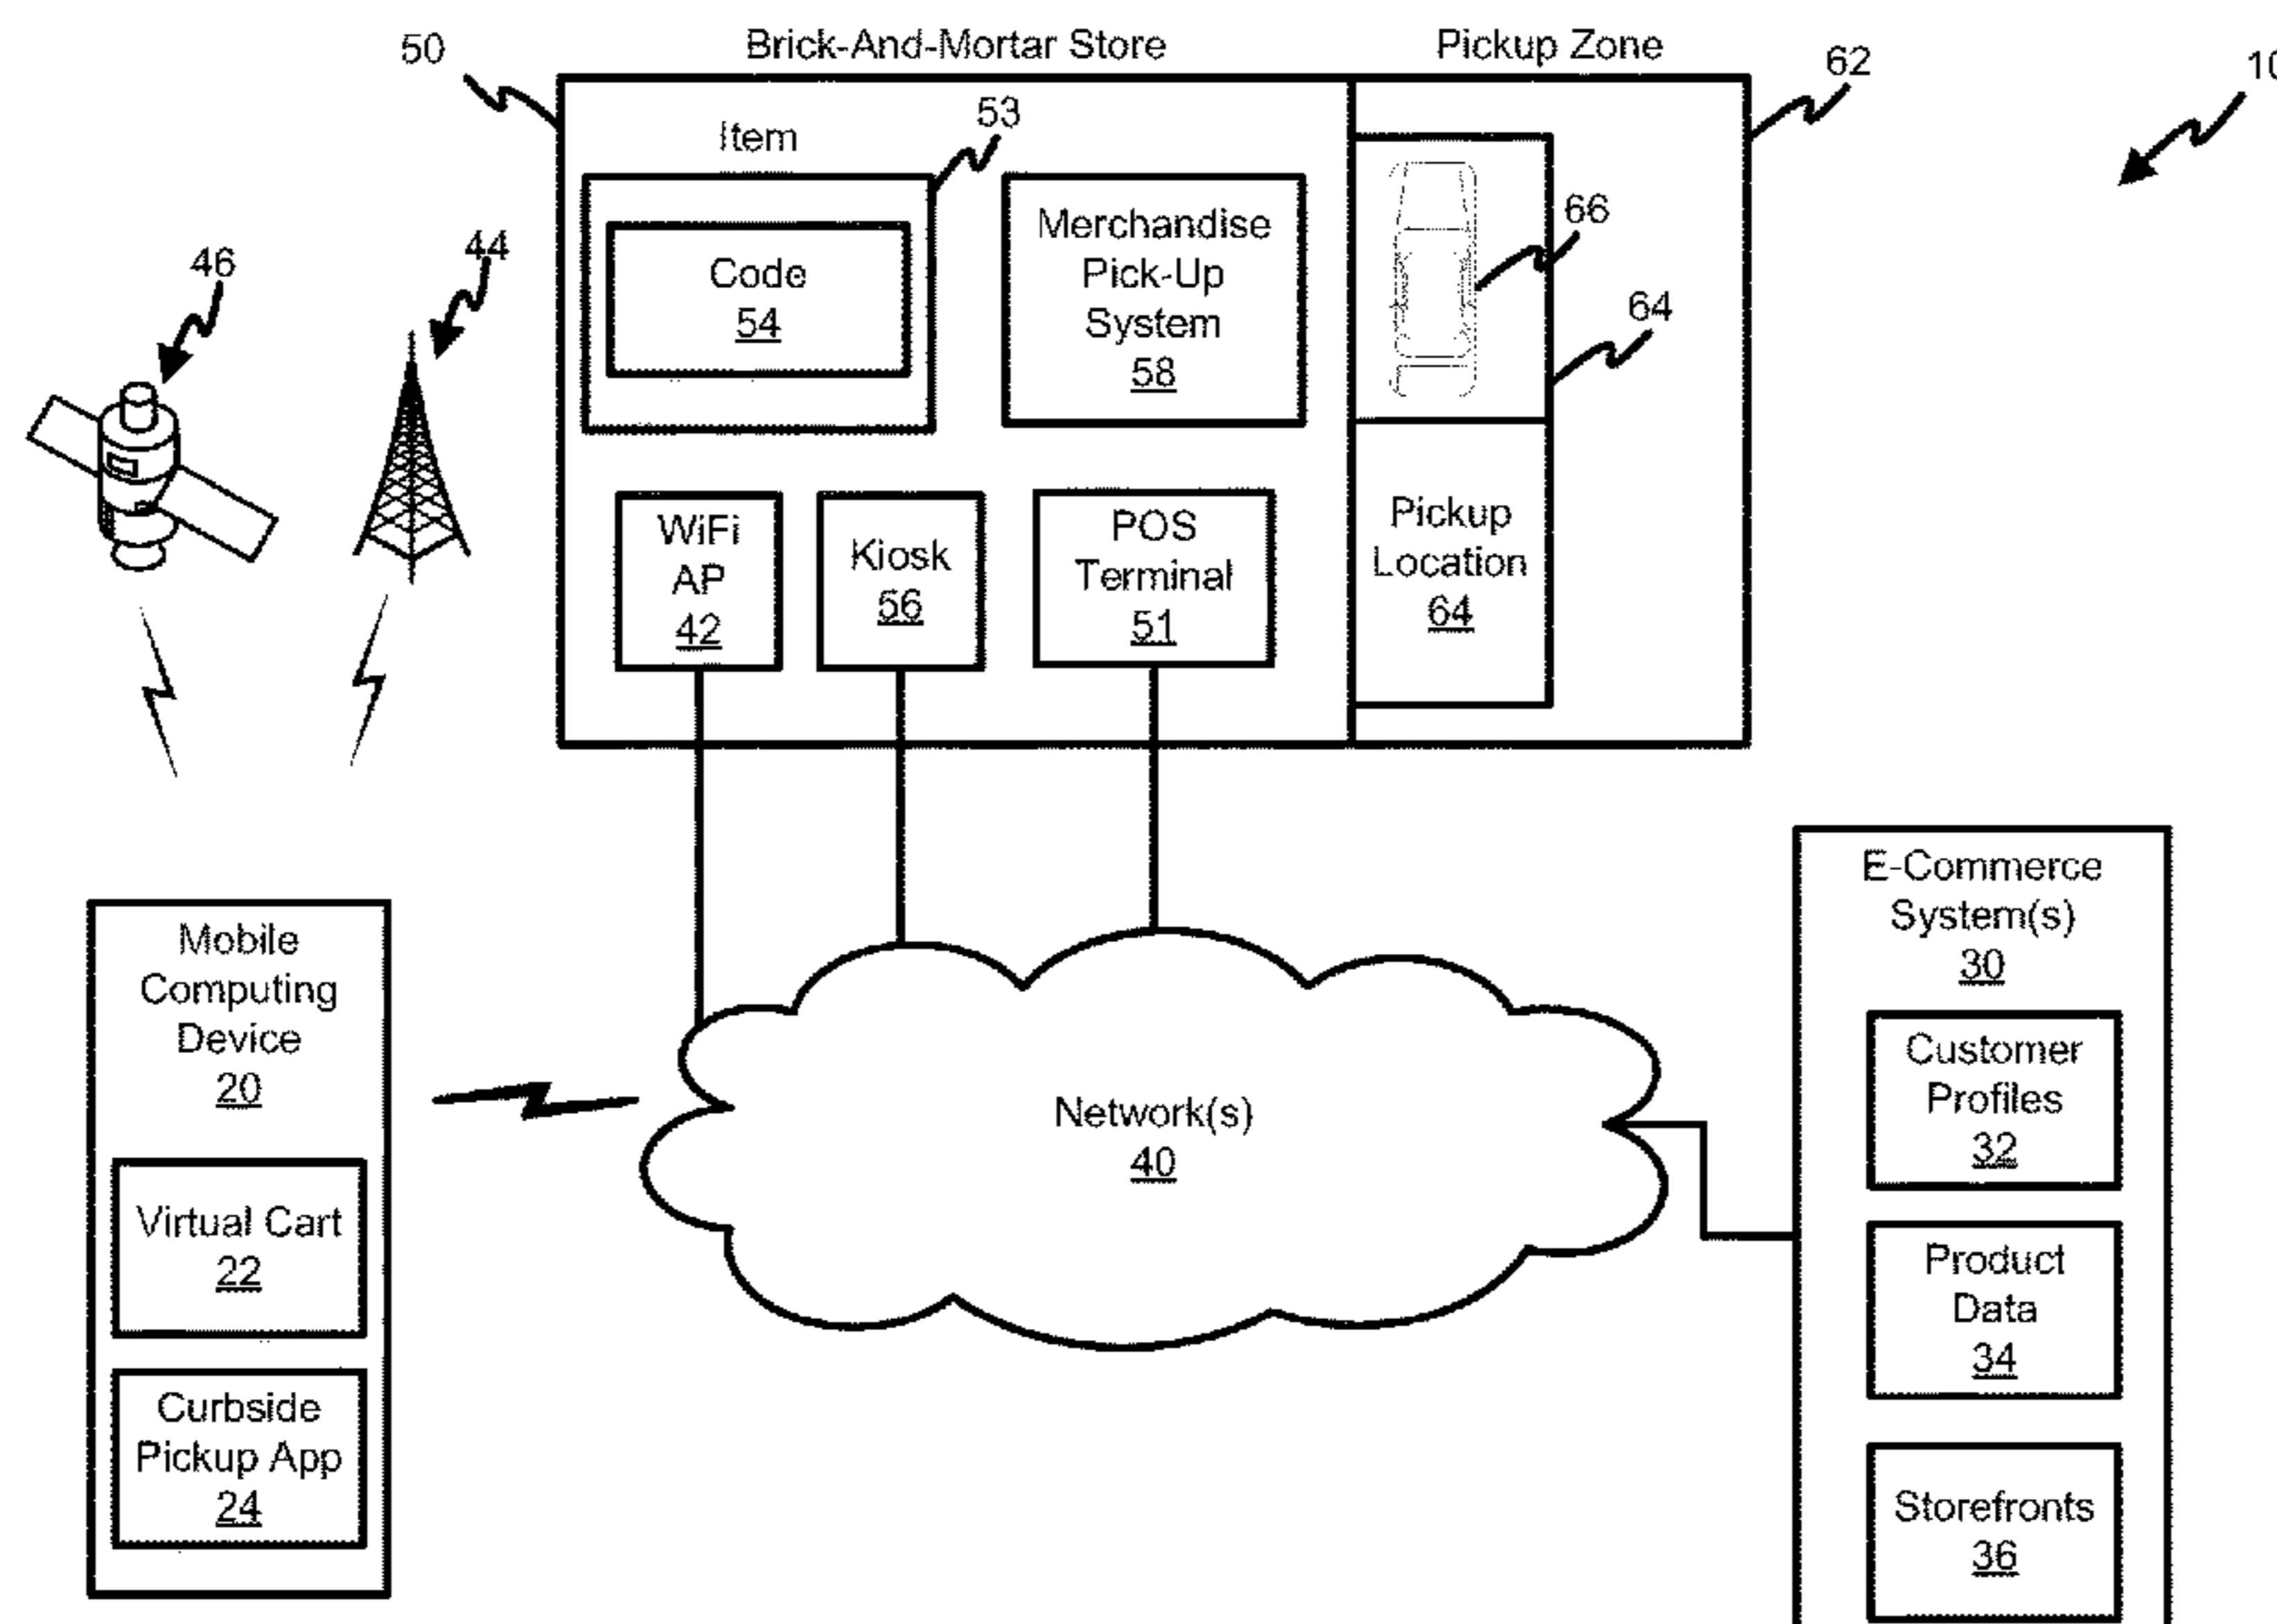 50
Brick-And-Mortar Store
Pickup Zone
62
10
53
Item
Code
54
Merchandise
Pick-Up
System
58
66
64
46
44
WiFi
AP
42
Kiosk
56
POS
Terminal
51
Pickup
Location
64
Mobile
Computing
Device
20
Virtual Cart
22
Curbside
Pickup App
24
Network(s)
40
E-Commerce
System(s)
30
Customer
Profiles
32
Product
Data
34
Storefronts
36